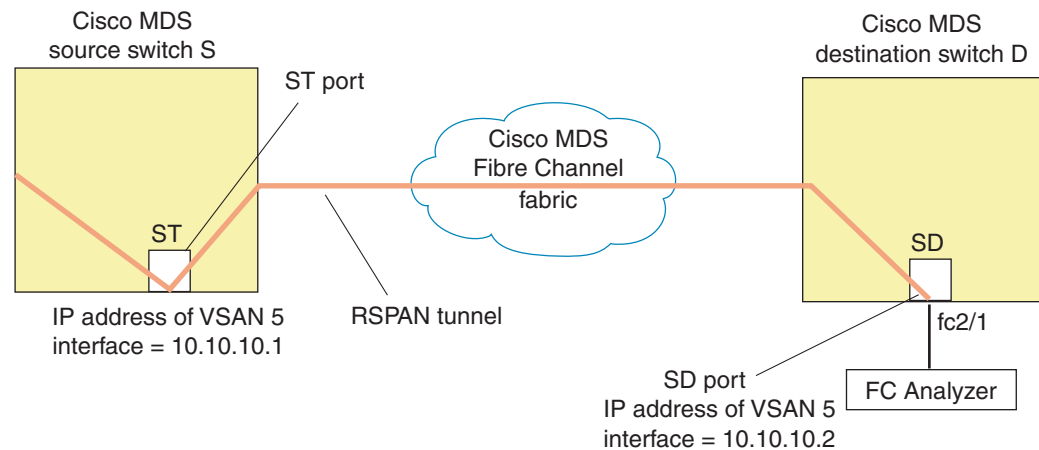 Cisco MDS
source switch S
ST port
Cisco MDS
destination switch D
Cisco MDS
Fibre Channel
fabric
ST
SD
IP address of VSAN 5
interface = 10.10.10.1
RSPAN tunnel
fc2/1
SD port
IP address of VSAN 5
interface = 10.10.10.2
FC Analyzer